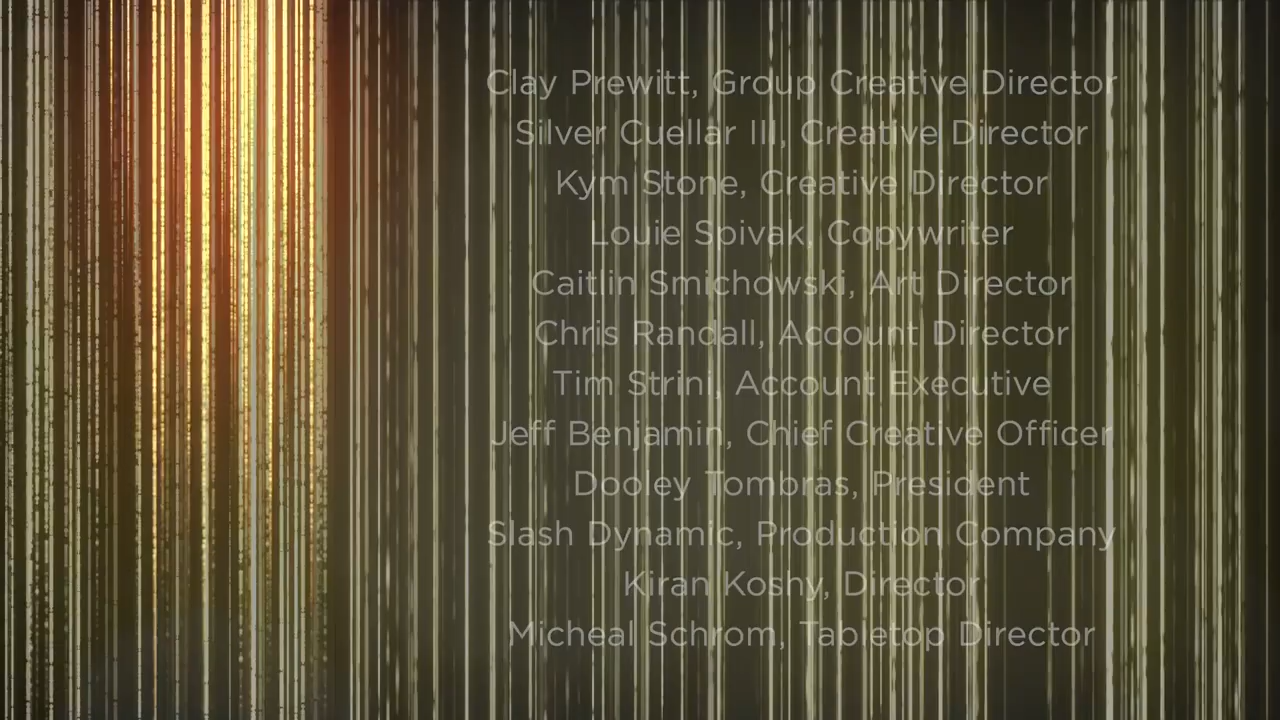 Clay Prewitt, Group Creative Director
Silver Cuellar III, Creative Director
Kym Stone, Creative Director
Louie Spivak, Copywriter
Caitlin Smichowski, Art Director
Chris Randall, Account Director
Tim Strini, Account Executive
Jeff Benjamin, Chief Creative Officer
Dooley Tombras, President
Slash Dynamic, Production Company
Kiran Koshy, Director
Micheal Schrom, Tabletop Director